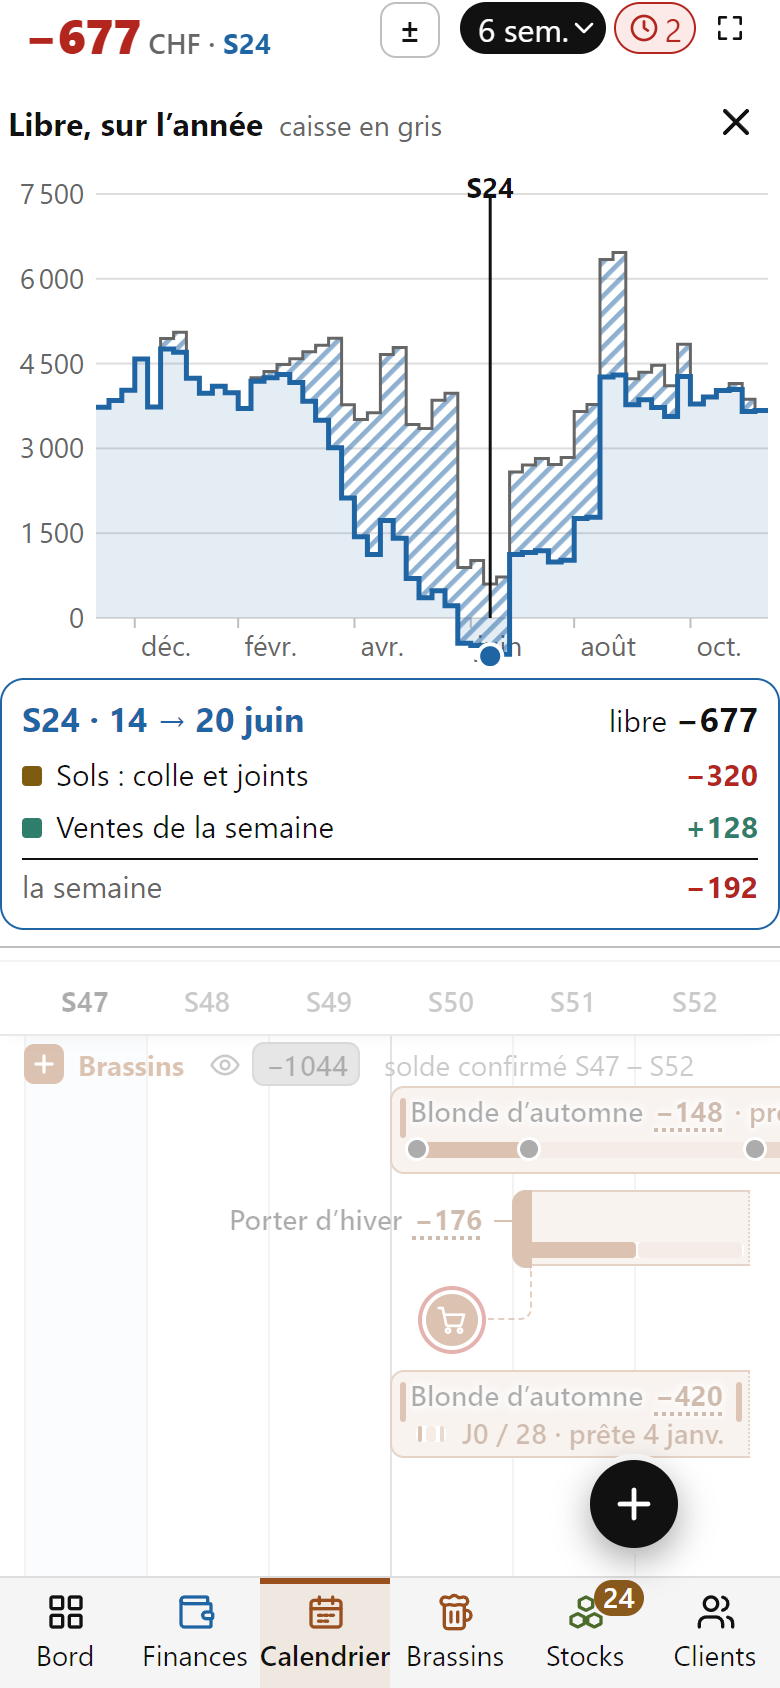 −677 CHF · S24
±
6 sem.
2
Libre, sur l’année caisse en gris
S24
7 500
6 000
4 500
3 000
1 500
0
déc. févr. avr. juin août oct.
S24 · 14 → 20 juin libre −677
Sols : colle et joints −320
Ventes de la semaine +128
la semaine −192
S47 S48 S49 S50 S51 S52
Brassins −1044 solde confirmé S47 – S52
Blonde d’automne −148 · pr
Porter d’hiver −176
Blonde d’automne −420
J0 / 28 · prête 4 janv.
24
Bord Finances Calendrier Brassins Stocks Clients